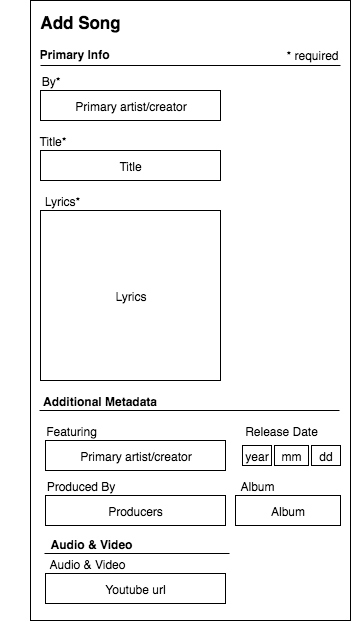 Add Song
Primary Info * required
By*
Primary artist/creator
Title*
Title
Lyrics*
Lyrics
Additional Metadata
Featuring Release Date
Primary artist/creator year mm dd
Produced By Album
Producers Album
Audio & Video
Audio & Video
Youtube url